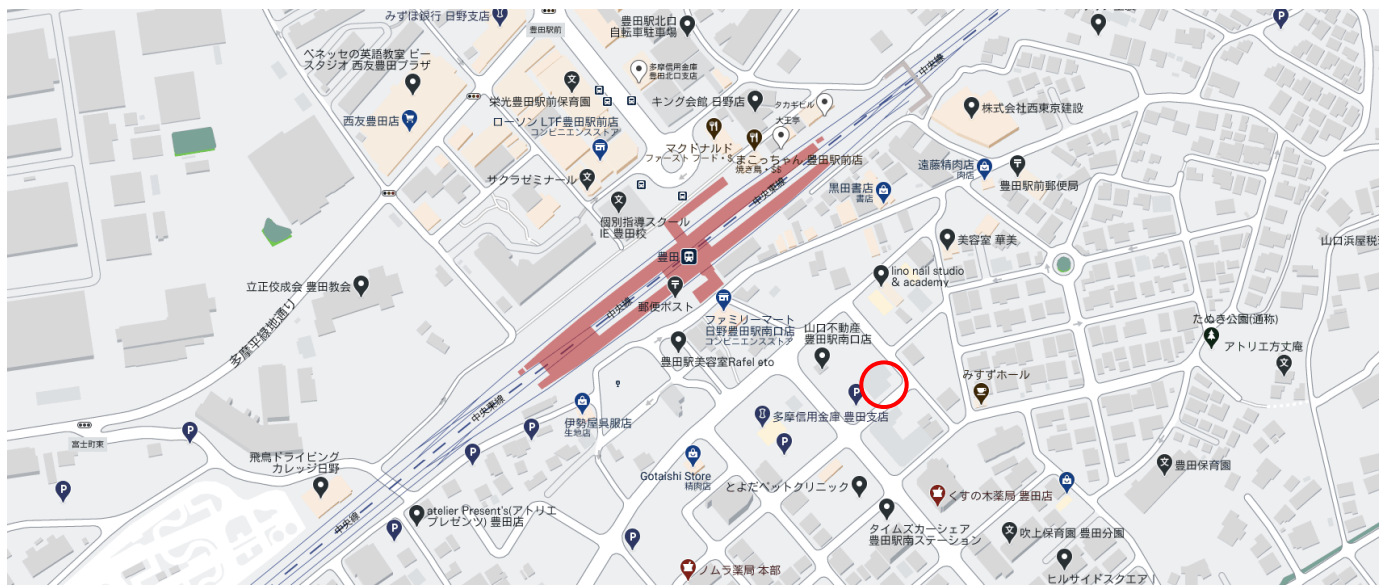 みずほ銀行 日野支店
豊田駅前
豊田駅北口
自転車駐車場
中央東線
ベネッセの英語教室 ビー
スタジオ 西友豊田プラザ
多摩信用金庫
豊田北口支店
栄光豊田駅前保育園
キング会館 日野店
タカギビル
大王亭
株式会社西東京建設
西友豊田店
ローソン LTF豊田駅前店
コンビニエンスストア
マクドナルド
ファースト フード・$
まこっちゃん 豊田駅前店
焼き鳥・$$
遠藤精肉店
肉店
豊田駅前郵便局
サクラゼミナール
中央東線
黒田書店
書店
個別指導スクール
IE 豊田校
美容室 華美
豊田
lino nail studio
& academy
立正佼成会 豊田教会
郵便ポスト
中央線
ファミリーマート
日野豊田駅南口店
コンビニエンスストア
山口不動産
豊田駅南口店
たぬき公園(通称)
アトリエ方丈庵
多摩平緑地通り
豊田駅美容室Rafel eto
みすずホール
P
中央東線
伊勢屋呉服店
生地店
多摩信用金庫 豊田支店
P
P
P
P
富士町東
飛鳥ドライビング
カレッジ日野
Gotaishi Store
精肉店
とよだペットクリニック
豊田保育園
P
くすの木薬局 豊田店
atelier Present's(アトリエ
プレゼンツ) 豊田店
中央線
P
P
タイムズカーシェア
豊田駅南ステーション
吹上保育園 豊田分園
ノムラ薬局 本部
ヒルサイドスクエアⅠ